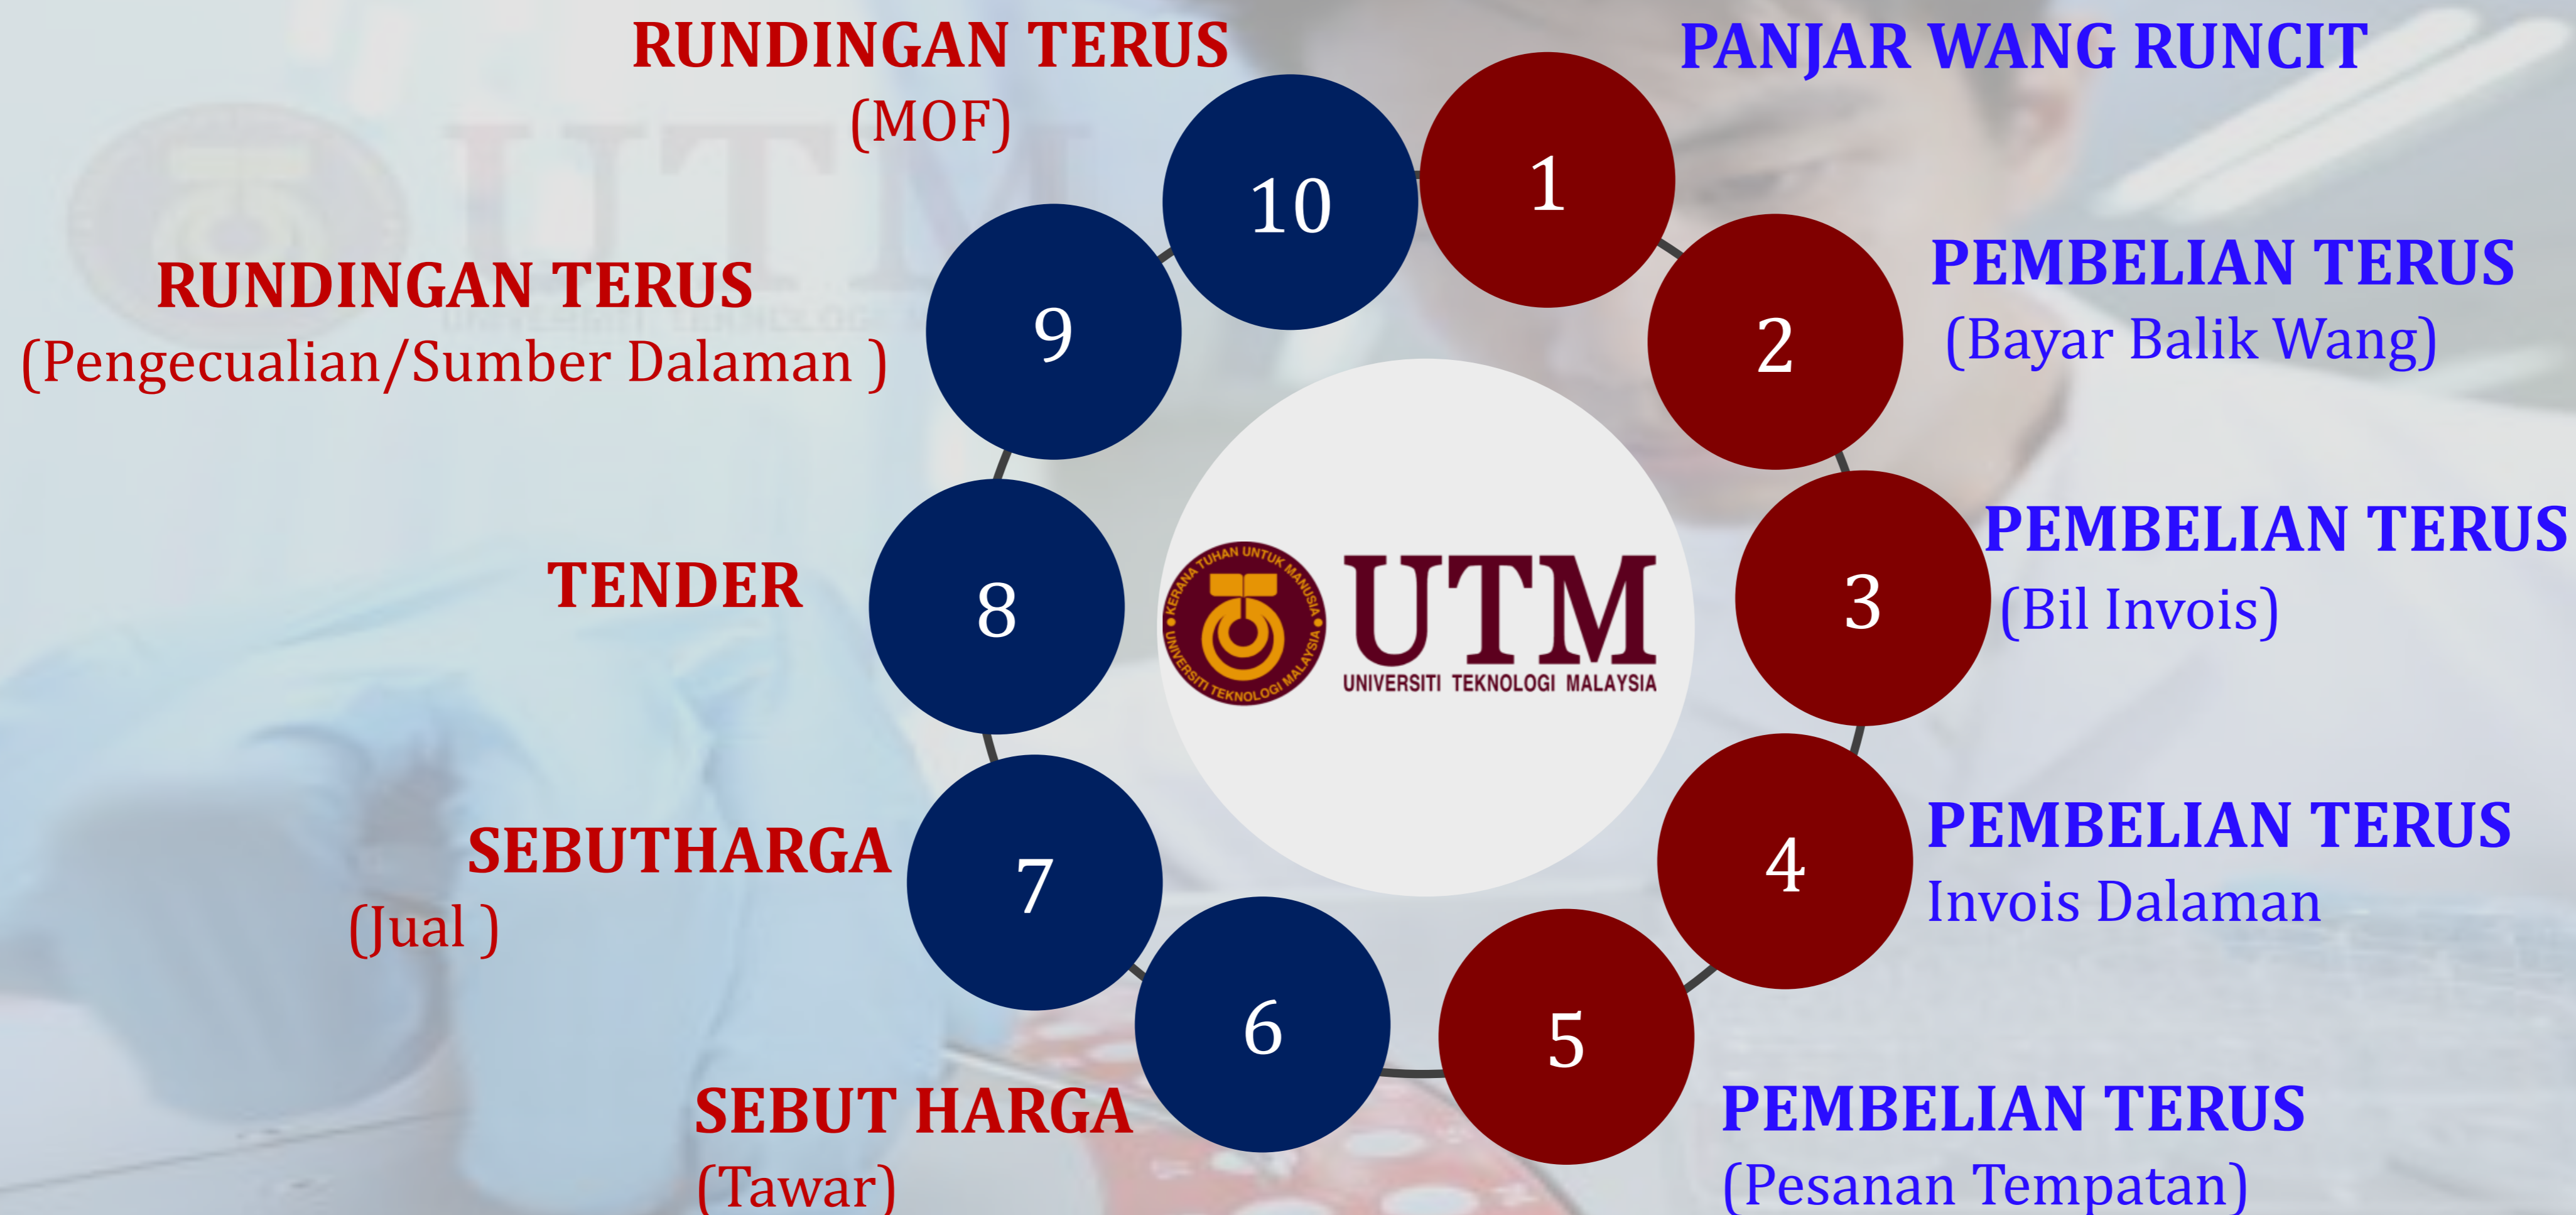 RUNDINGAN TERUS
(MOF)
PANJAR WANG RUNCIT
10
1
RUNDINGAN TERUS
(Pengecualian/Sumber Dalaman )
9
2
PEMBELIAN TERUS
(Bayar Balik Wang)
TENDER
8
3
PEMBELIAN TERUS
(Bil Invois)
KERANA TUHAN UNTUK MANUSIA
UNIVERSITI TEKNOLOGI MALAYSIA
UTM
UNIVERSITI TEKNOLOGI MALAYSIA
SEBUTHARGA
(Jual )
7
4
PEMBELIAN TERUS
Invois Dalaman
6
5
SEBUT HARGA
(Tawar)
PEMBELIAN TERUS
(Pesanan Tempatan)
UTM